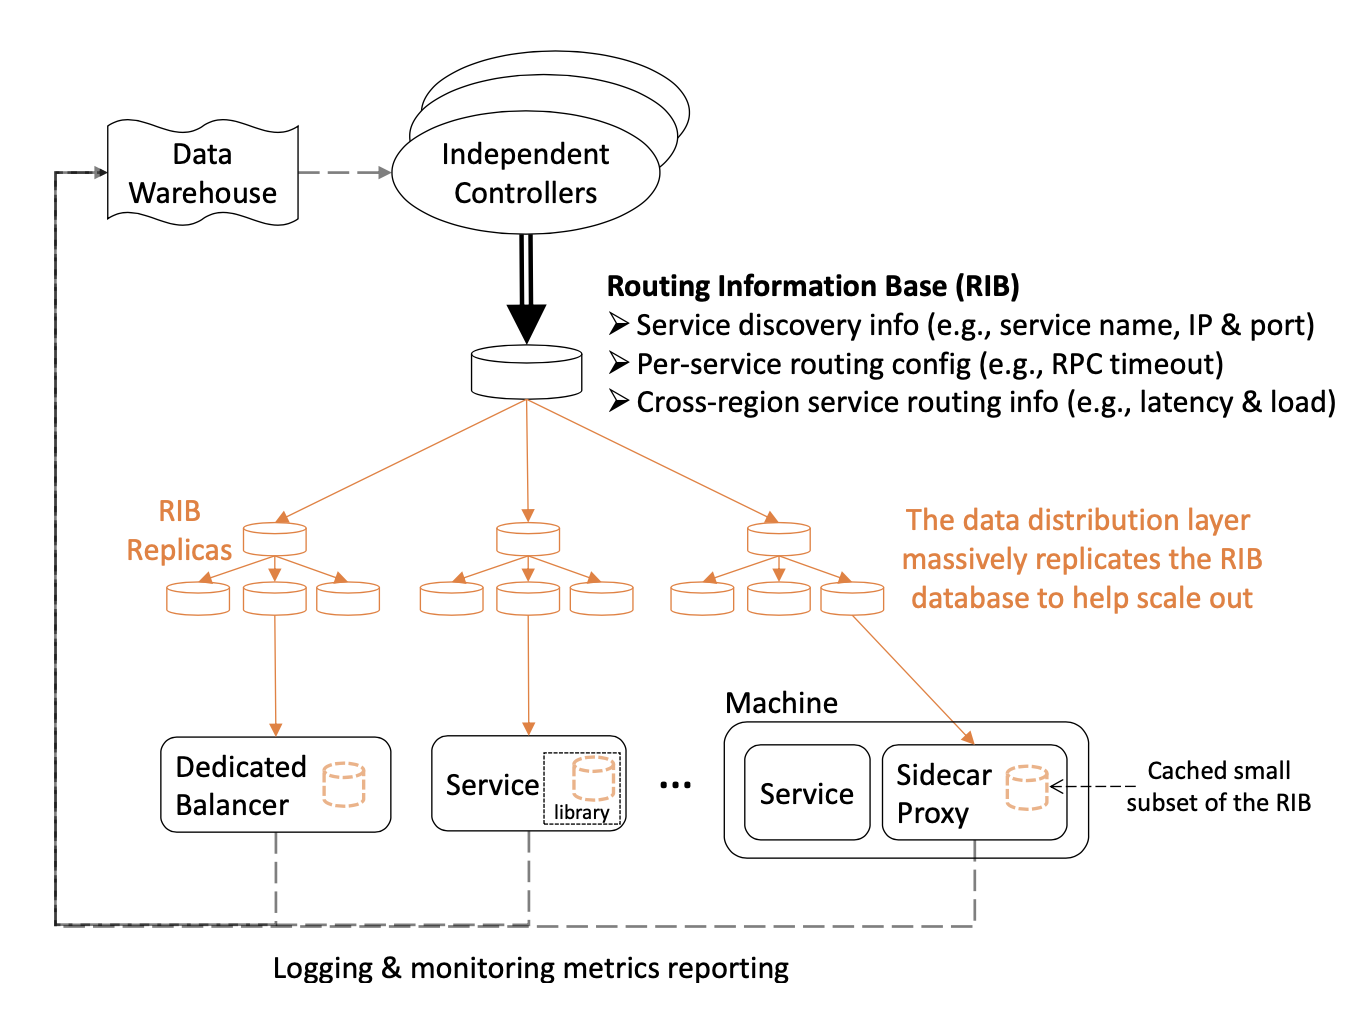 Data
Warehouse
Independent
Controllers
Routing Information Base (RIB)
➢ Service discovery info (e.g., service name, IP & port)
➢ Per-service routing config (e.g., RPC timeout)
➢ Cross-region service routing info (e.g., latency & load)
RIB
Replicas
The data distribution layer
massively replicates the RIB
database to help scale out
Machine
Dedicated
Balancer
Service
library
...
Service
Sidecar
Proxy
Cached small
subset of the RIB
Logging & monitoring metrics reporting